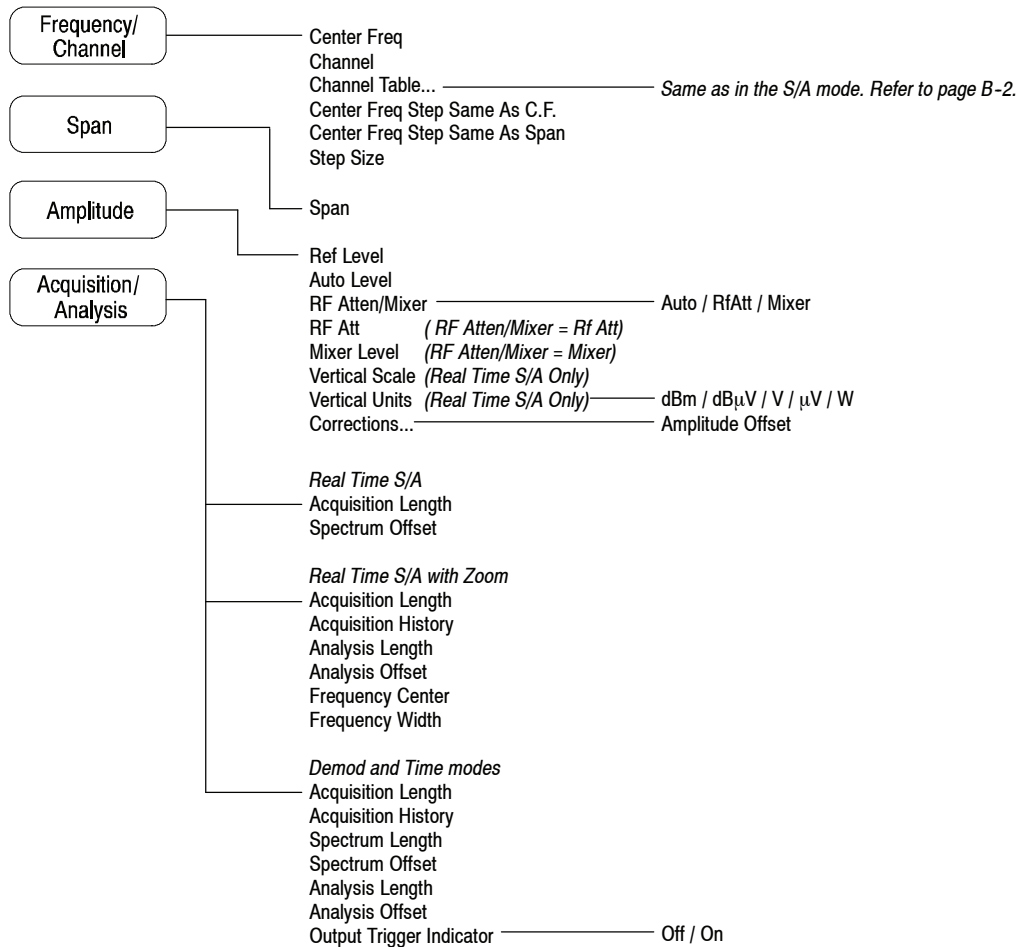 Frequency/
Channel
Center Freq
Channel
Channel Table... Same as in the S/A mode. Refer to page B-2.
Center Freq Step Same As C.F.
Center Freq Step Same As Span
Step Size
Span
Span
Amplitude
Ref Level
Auto Level
RF Atten/Mixer Auto / RfAtt / Mixer
RF Att ( RF Atten/Mixer = Rf Att)
Mixer Level (RF Atten/Mixer = Mixer)
Vertical Scale (Real Time S/A Only)
Vertical Units (Real Time S/A Only) dBm / dBμV / V / μV / W
Corrections... Amplitude Offset
Acquisition/
Analysis
Real Time S/A
Acquisition Length
Spectrum Offset
Real Time S/A with Zoom
Acquisition Length
Acquisition History
Analysis Length
Analysis Offset
Frequency Center
Frequency Width
Demod and Time modes
Acquisition Length
Acquisition History
Spectrum Length
Spectrum Offset
Analysis Length
Analysis Offset
Output Trigger Indicator Off / On